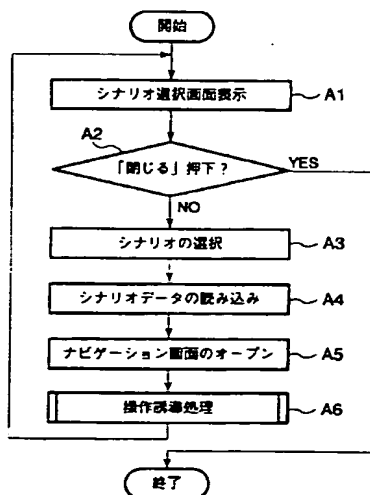 開始
シナリオ選択画面表示
A1
A2
「閉じる」押下?
YES
NO
シナリオの選択
A3
シナリオデータの読み込み
A4
ナビゲーション画面のオープン
A5
操作誘導処理
A6
終了